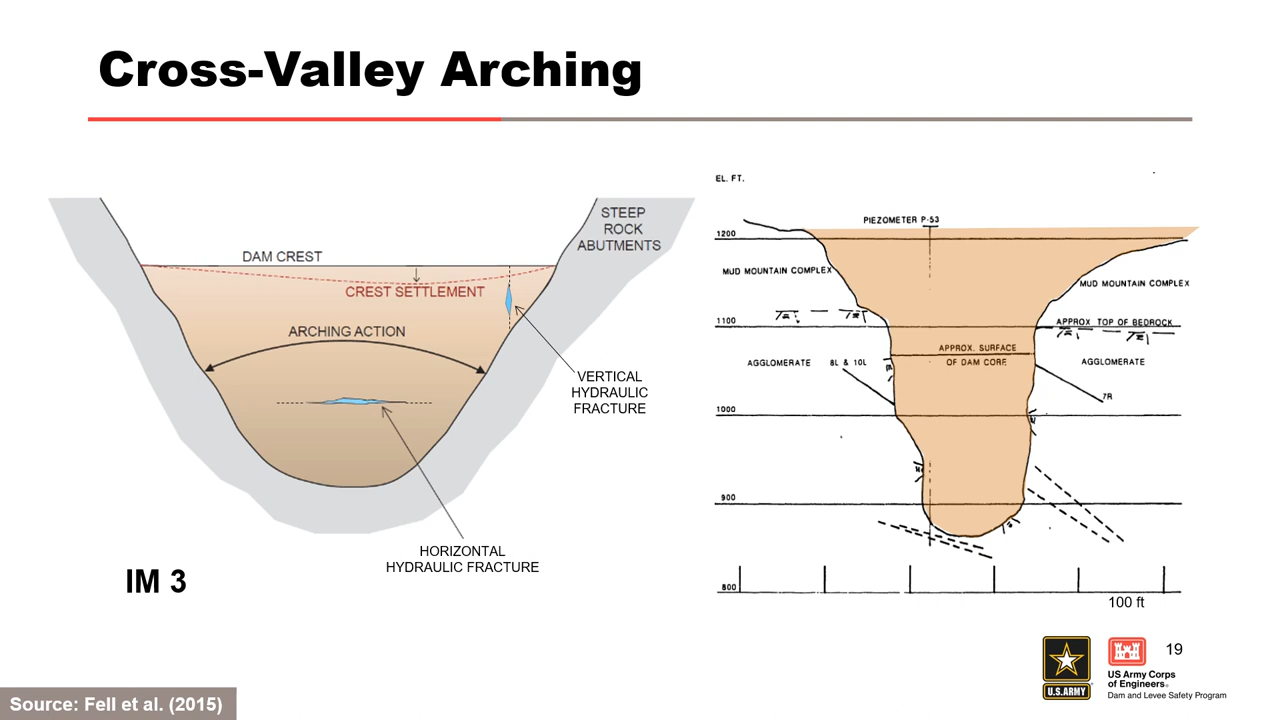 Cross-Valley Arching
STEEP
ROCK
ABUTMENTS
DAM CREST
CREST SETTLEMENT
ARCHING ACTION
VERTICAL
HYDRAULIC
FRACTURE
HORIZONTAL
HYDRAULIC FRACTURE
IM 3
EL. FT.
PIEZOMETER P-53
1200
MUD MOUNTAIN COMPLEX
MUD MOUNTAIN COMPLEX
1100
APPROX TOP OF BEDROCK
APPROX. SURFACE
OF DAM CORE
AGGLOMERATE
8L & 10L
AGGLOMERATE
7R
1000
900
800
100 ft
19
U.S.ARMY
US Army Corps
of Engineers®
Dam and Levee Safety Program
Source: Fell et al. (2015)